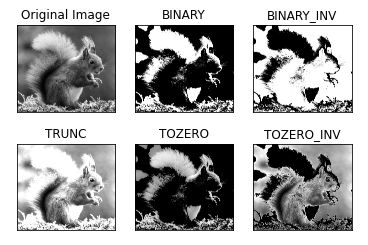 Original Image
BINARY
BINARY_INV
TRUNC
TOZERO
TOZERO_INV